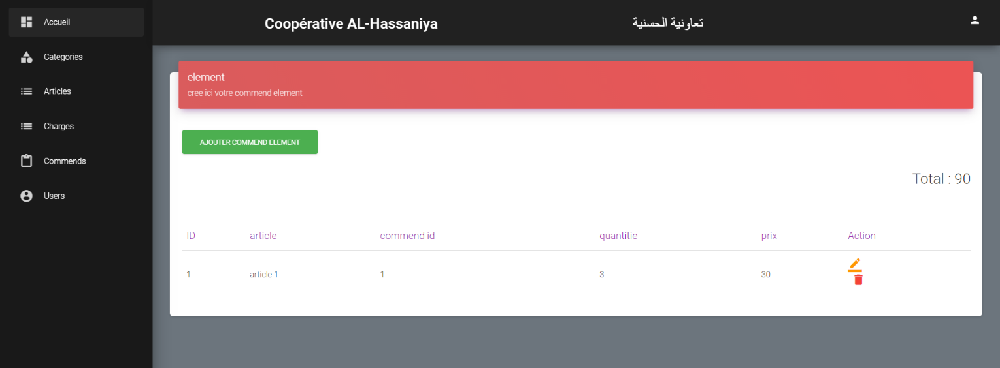 Accueil
Categories
Articles
Charges
Commends
Users
Coopérative AL-Hassaniya
تعاونية الحسنية
element
cree ici votre commend element
AJOUTER COMMEND ELEMENT
Total : 90
ID article commend id quantitie prix Action
1 article 1 1 3 30